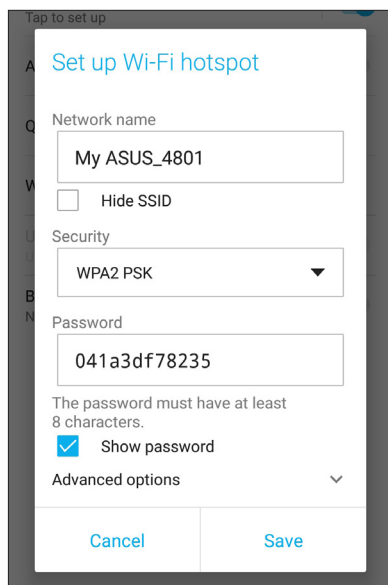 Tap to set up
Set up Wi-Fi hotspot
Network name
My ASUS_4801
Hide SSID
Security
WPA2 PSK
Password
041a3df78235
The password must have at least
8 characters.
Show password
Advanced options
Cancel
Save